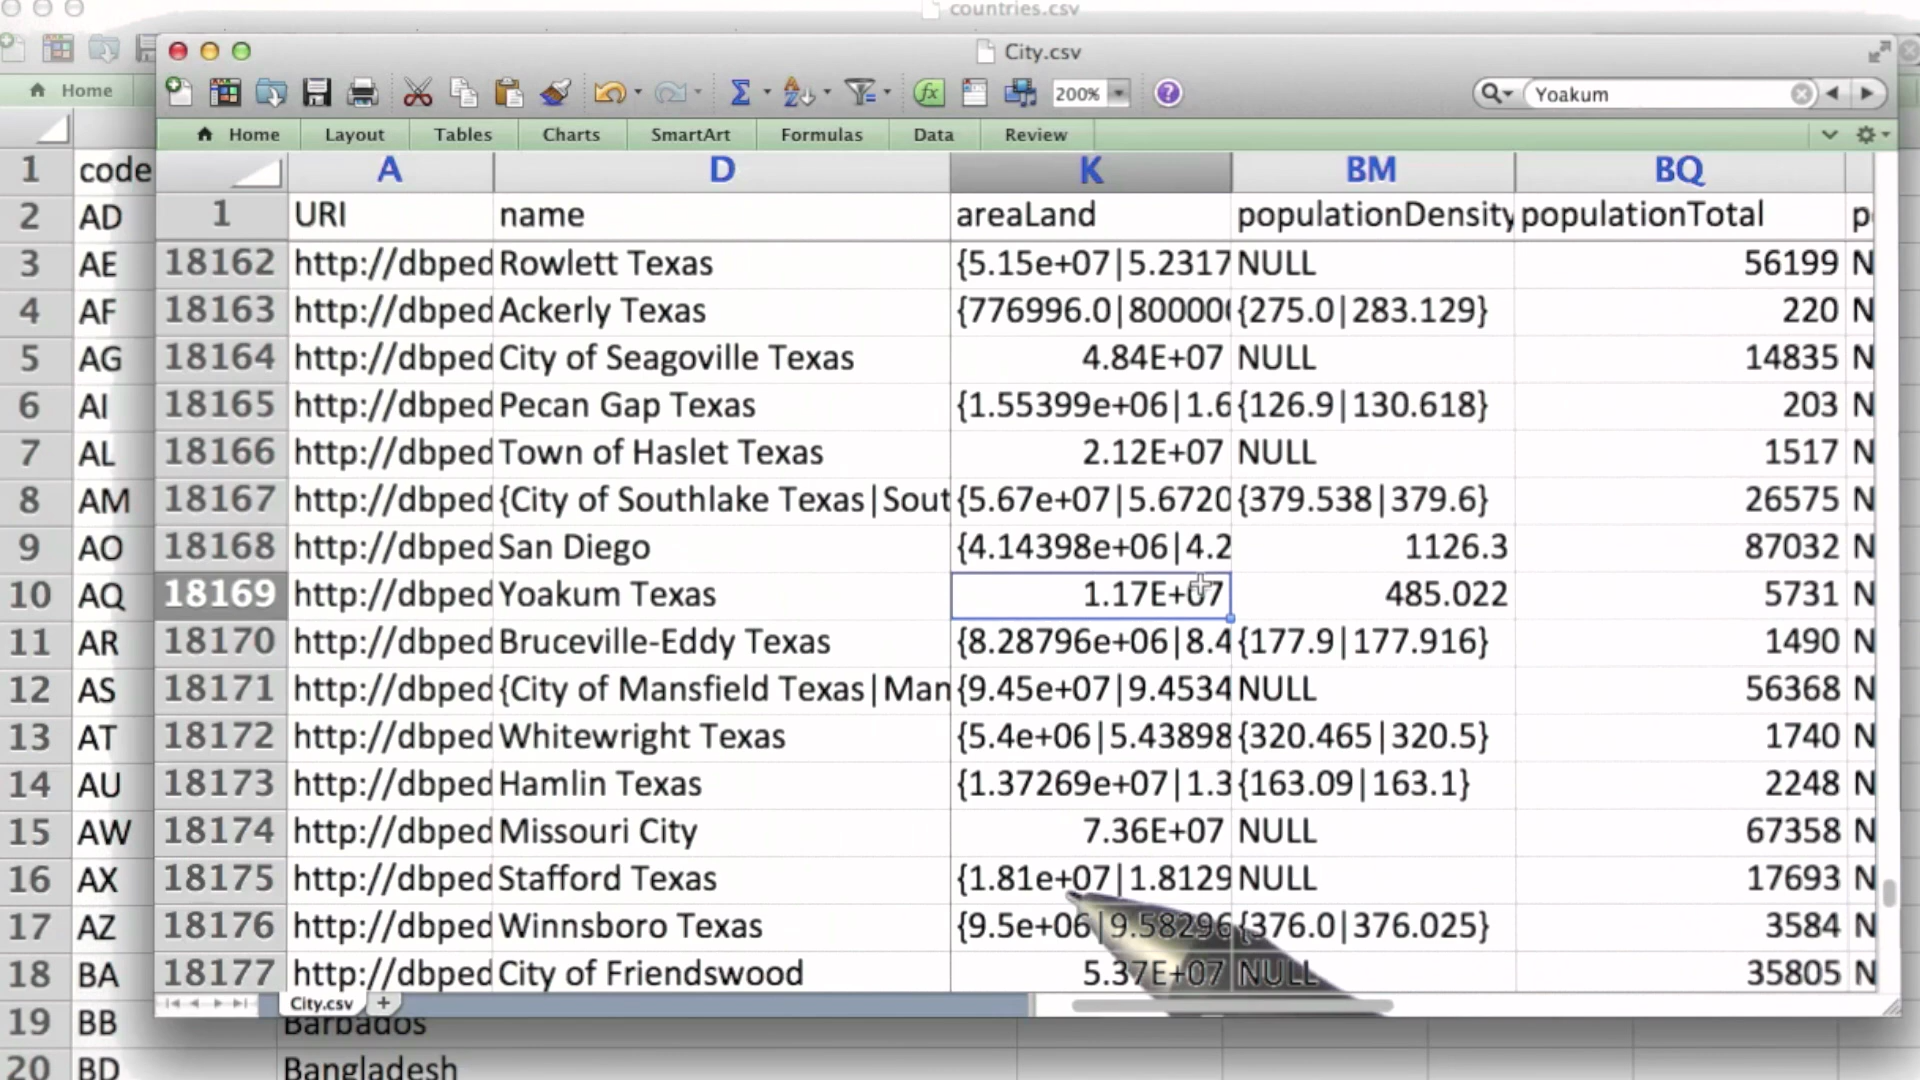 countries.csv
City.csv
200%
Yoakum
Home
Home Layout Tables Charts SmartArt Formulas Data Review
A D K BM BQ
1 code
1 URI name areaLand populationDensity populationTotal
2 AD
18162 http://dbped Rowlett Texas {5.15e+07|5.2317 NULL 56199 N
3 AE
18163 http://dbped Ackerly Texas {776996.0|80000 {275.0|283.129} 220 N
4 AF
18164 http://dbped City of Seagoville Texas 4.84E+07 NULL 14835 N
5 AG
18165 http://dbped Pecan Gap Texas {1.55399e+06|1.6 {126.9|130.618} 203 N
6 AI
18166 http://dbped Town of Haslet Texas 2.12E+07 NULL 1517 N
7 AL
18167 http://dbped {City of Southlake Texas|Sout {5.67e+07|5.6720 {379.538|379.6} 26575 N
8 AM
18168 http://dbped San Diego {4.14398e+06|4.2 1126.3 87032 N
9 AO
18169 http://dbped Yoakum Texas 1.17E+07 485.022 5731 N
10 AQ
18170 http://dbped Bruceville-Eddy Texas {8.28796e+06|8.4 {177.9|177.916} 1490 N
11 AR
18171 http://dbped {City of Mansfield Texas|Man {9.45e+07|9.4534 NULL 56368 N
12 AS
18172 http://dbped Whitewright Texas {5.4e+06|5.43898 {320.465|320.5} 1740 N
13 AT
18173 http://dbped Hamlin Texas {1.37269e+07|1.3 {163.09|163.1} 2248 N
14 AU
18174 http://dbped Missouri City 7.36E+07 NULL 67358 N
15 AW
18175 http://dbped Stafford Texas {1.81e+07|1.8129 NULL 17693 N
16 AX
18176 http://dbped Winnsboro Texas {9.5e+06|9.58296 {376.0|376.025} 3584 N
17 AZ
18177 http://dbped City of Friendswood 5.37E+07 NULL 35805 N
18 BA
City.csv
19 BB Barbados
20 BD Bangladesh